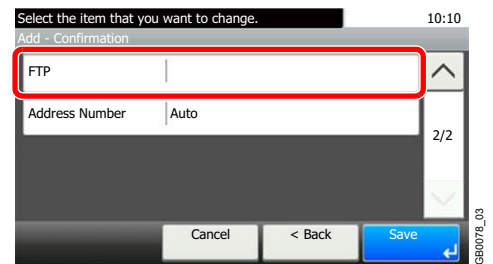 Select the item that you want to change.
10:10
Add - Confirmation
FTP
Address Number
Auto
2/2
Cancel
< Back
Save
GB0078_03